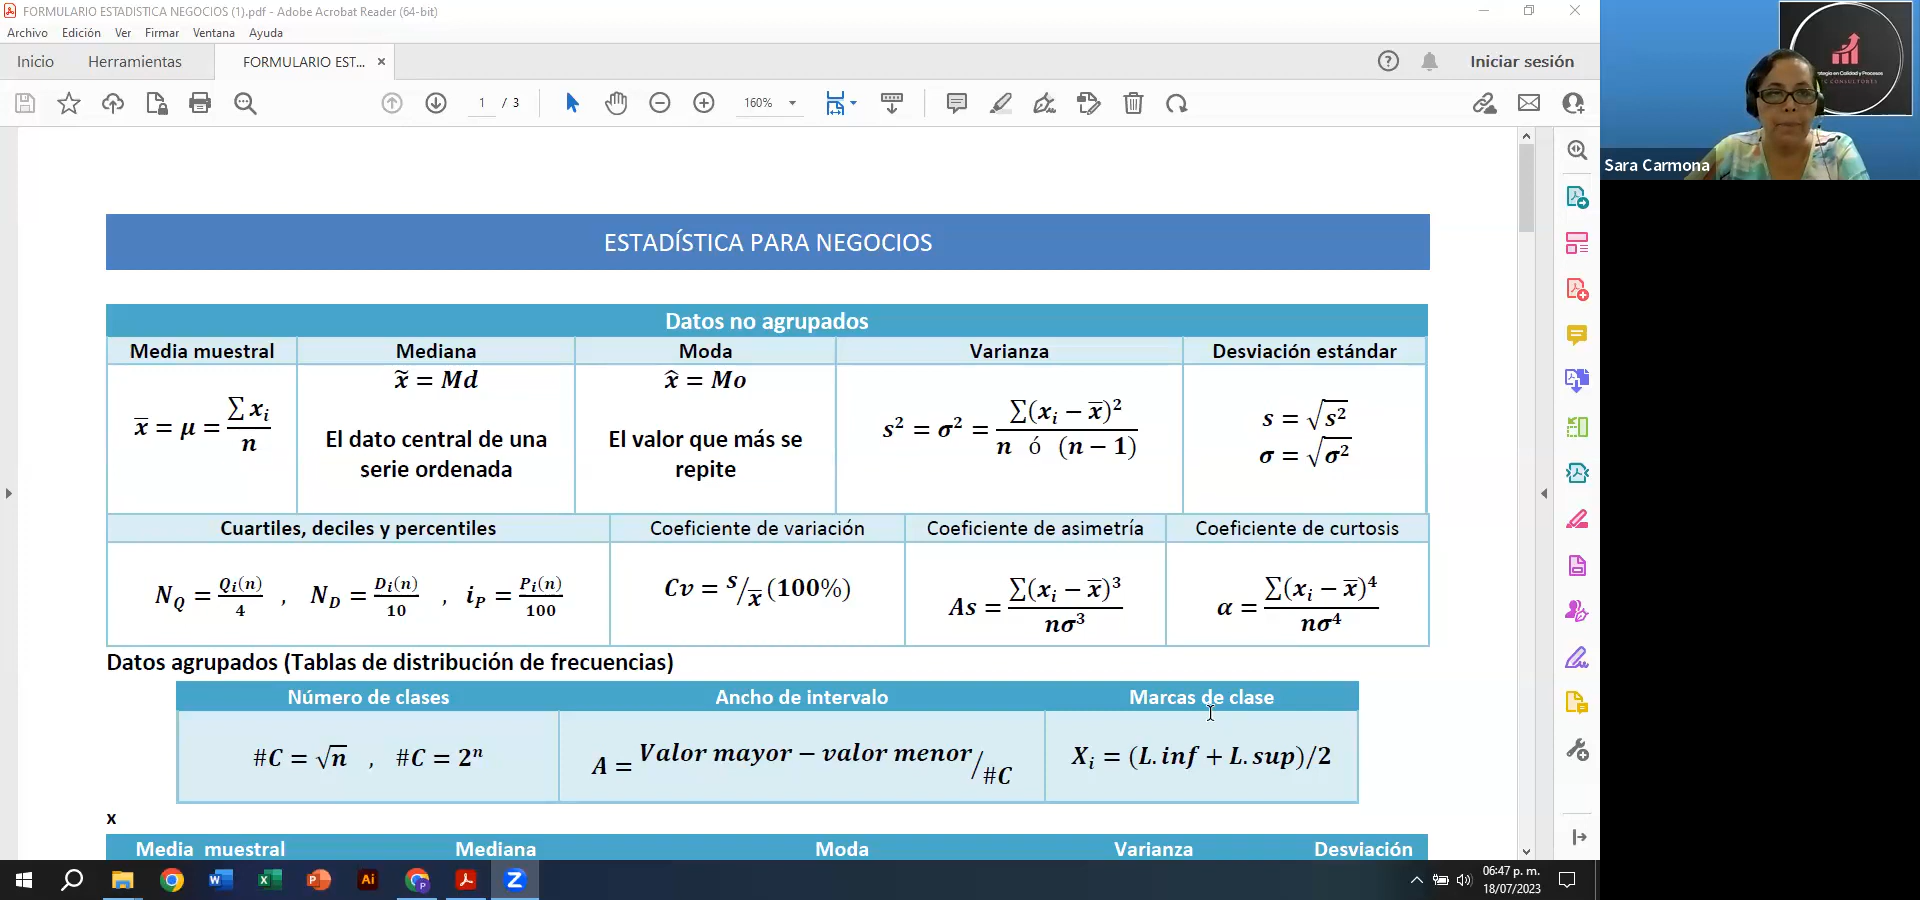 FORMULARIO ESTADISTICA NEGOCIOS (1).pdf - Adobe Acrobat Reader (64-bit)
Archivo Edición Ver Firmar Ventana Ayuda
Inicio Herramientas FORMULARIO EST... × Iniciar sesión
1 / 3 160%
CONSULTORES
Sara Carmona
ESTADÍSTICA PARA NEGOCIOS
Datos no agrupados
Media muestral Mediana Moda Varianza Desviación estándar
x̄ = μ = ∑ xᵢ / n
x̃ = Md
El dato central de una
serie ordenada
x̂ = Mo
El valor que más se
repite
s² = σ² = ∑(xᵢ − x̄)² / n ó (n − 1)
s = √s²
σ = √σ²
Cuartiles, deciles y percentiles Coeficiente de variación Coeficiente de asimetría Coeficiente de curtosis
N_Q = Qᵢ(n)/4 , N_D = Dᵢ(n)/10 , i_P = Pᵢ(n)/100
Cv = s/x̄ (100%)
As = ∑(xᵢ − x̄)³ / nσ³
α = ∑(xᵢ − x̄)⁴ / nσ⁴
Datos agrupados (Tablas de distribución de frecuencias)
Número de clases Ancho de intervalo Marcas de clase
#C = √n , #C = 2ⁿ
A = Valor mayor − valor menor/#C
Xᵢ = (L.inf + L.sup)/2
x
Media muestral Mediana Moda Varianza Desviación
06:47 p. m.
18/07/2023